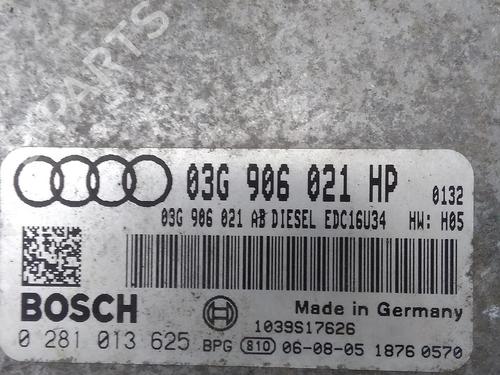 PARTS
03G 906 021 HP 0132
03G 906 021 AB DIESEL EDC16U34 HW: H05
BOSCH
Made in Germany
1039S17626
0 281 013 625 BPG 810 06-08-05 1876 0570